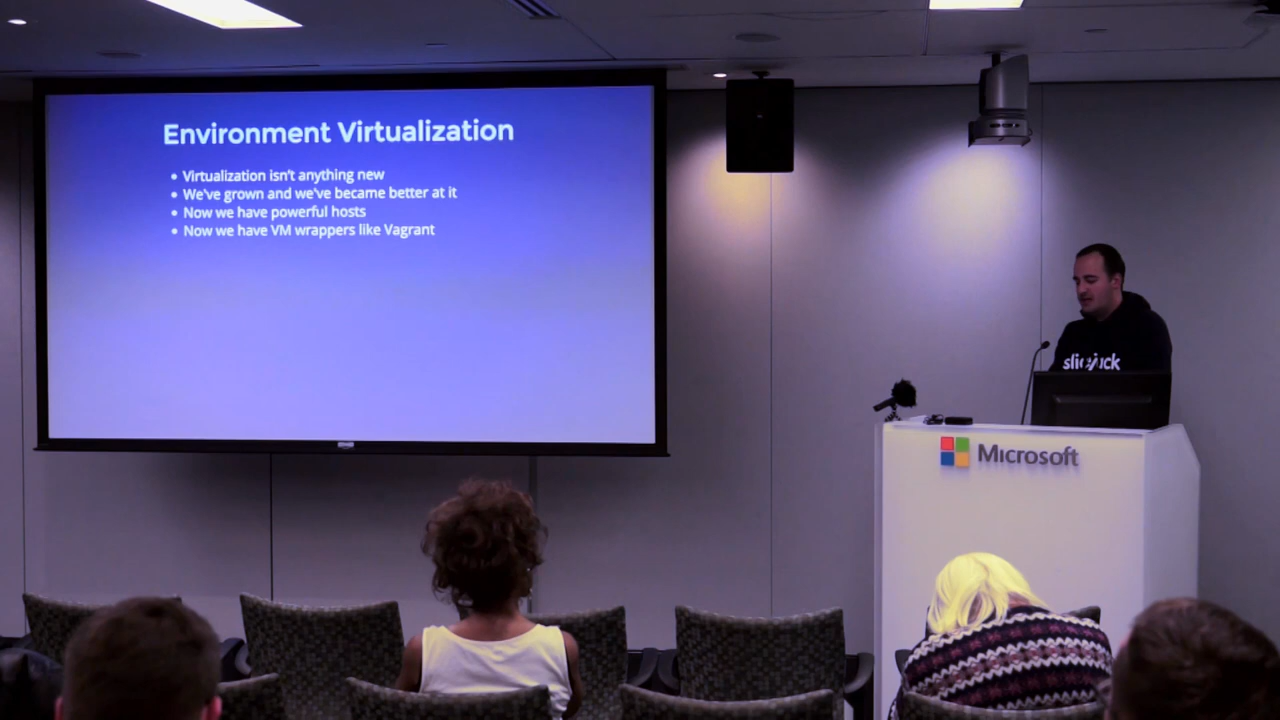 Environment Virtualization
• Virtualization isn't anything new
• We've grown and we've became better at it
• Now we have powerful hosts
• Now we have VM wrappers like Vagrant
Microsoft